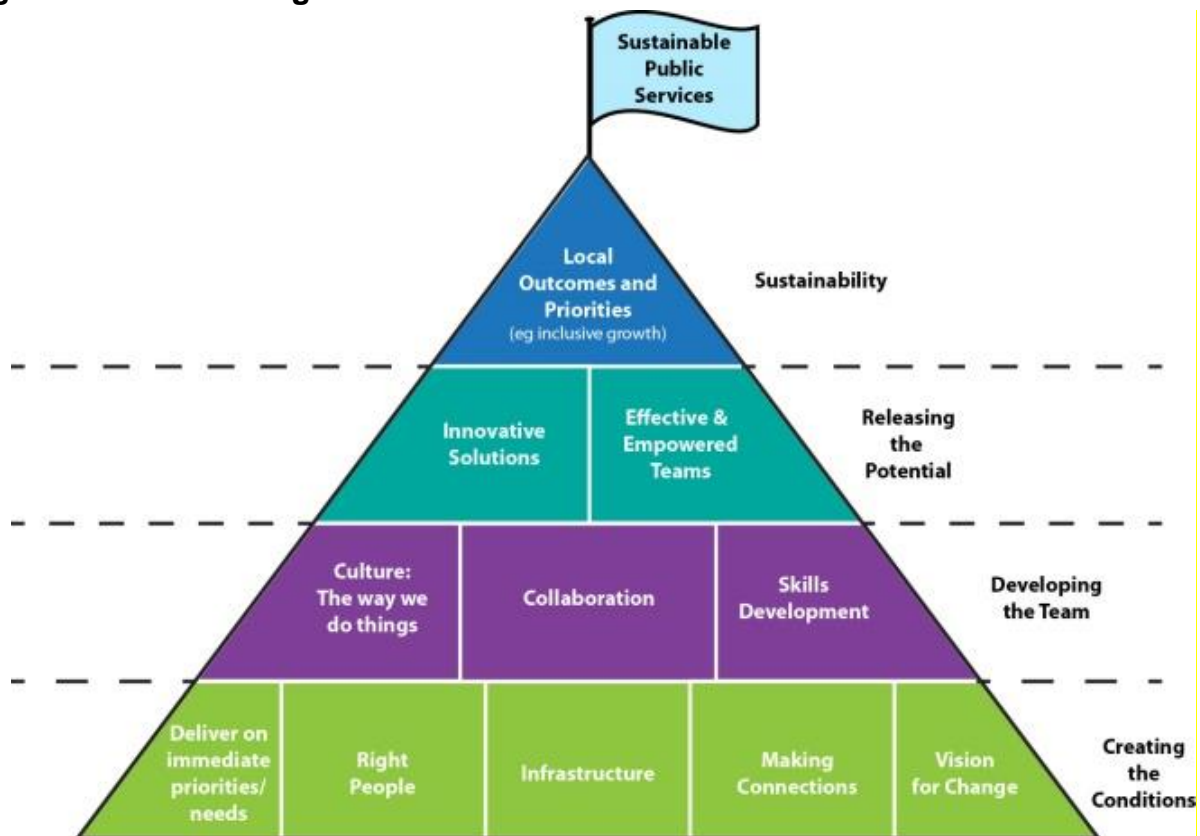 Sustainable
Public
Services
Local
Outcomes and
Priorities
(eg inclusive growth)
Sustainability
Innovative
Solutions
Effective &
Empowered
Teams
Releasing
the
Potential
Culture:
The way we
do things
Collaboration
Skills
Development
Developing
the Team
Deliver on
immediate
priorities/
needs
Right
People
Infrastructure
Making
Connections
Vision
for Change
Creating
the
Conditions